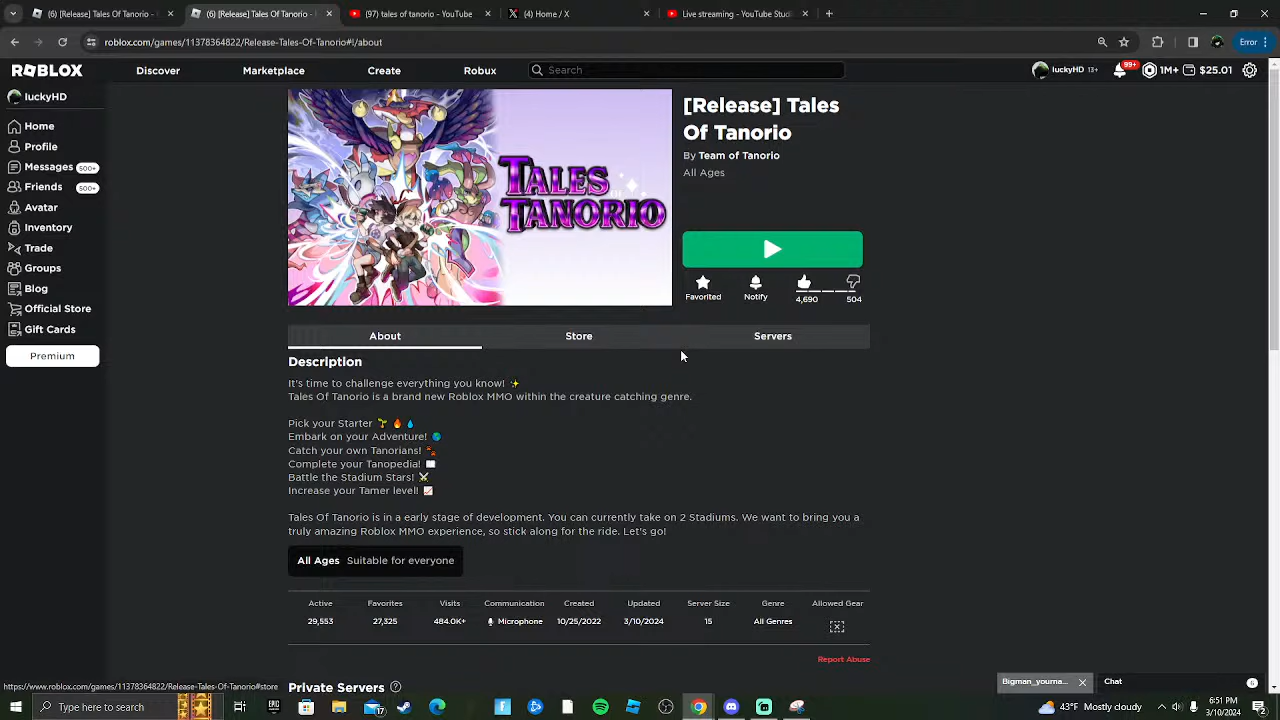 (6) [Release] Tales Of Tanorio -
(6) [Release] Tales Of Tanorio -
(97) tales of tanorio - YouTube
(4) Home / X
Live streaming - YouTube Stud
roblox.com/games/11378364822/Release-Tales-Of-Tanorio#!/about
Error
ROBLOX
Discover
Marketplace
Create
Robux
Search
luckyHD 13+
99+
1M+
$25.01
luckyHD
Home
Profile
Messages 500+
Friends 500+
Avatar
Inventory
Trade
Groups
Blog
Official Store
Gift Cards
Premium
TALES
TANORIO
[Release] Tales
Of Tanorio
By Team of Tanorio
All Ages
Favorited
Notify
4,690
504
About
Store
Servers
Description
It's time to challenge everything you know! ✨
Tales Of Tanorio is a brand new Roblox MMO within the creature catching genre.
Pick your Starter 🌱 🔥 💧
Embark on your Adventure! 🌎
Catch your own Tanorians! 🐾
Complete your Tanopedia! 📖
Battle the Stadium Stars! ⚔
Increase your Tamer level! 📈
Tales Of Tanorio is in a early stage of development. You can currently take on 2 Stadiums. We want to bring you a
truly amazing Roblox MMO experience, so stick along for the ride. Let's go!
All Ages Suitable for everyone
Active
Favorites
Visits
Communication
Created
Updated
Server Size
Genre
Allowed Gear
29,553
27,325
484.0K+
Microphone
10/25/2022
3/10/2024
15
All Genres
Report Abuse
Private Servers
https://www.roblox.com/games/11378364822/Release-Tales-Of-Tanorio#store
Bigman_yourna...
Chat
6
Type here to search
17
43°F Mostly cloudy
6:51 PM
3/10/2024